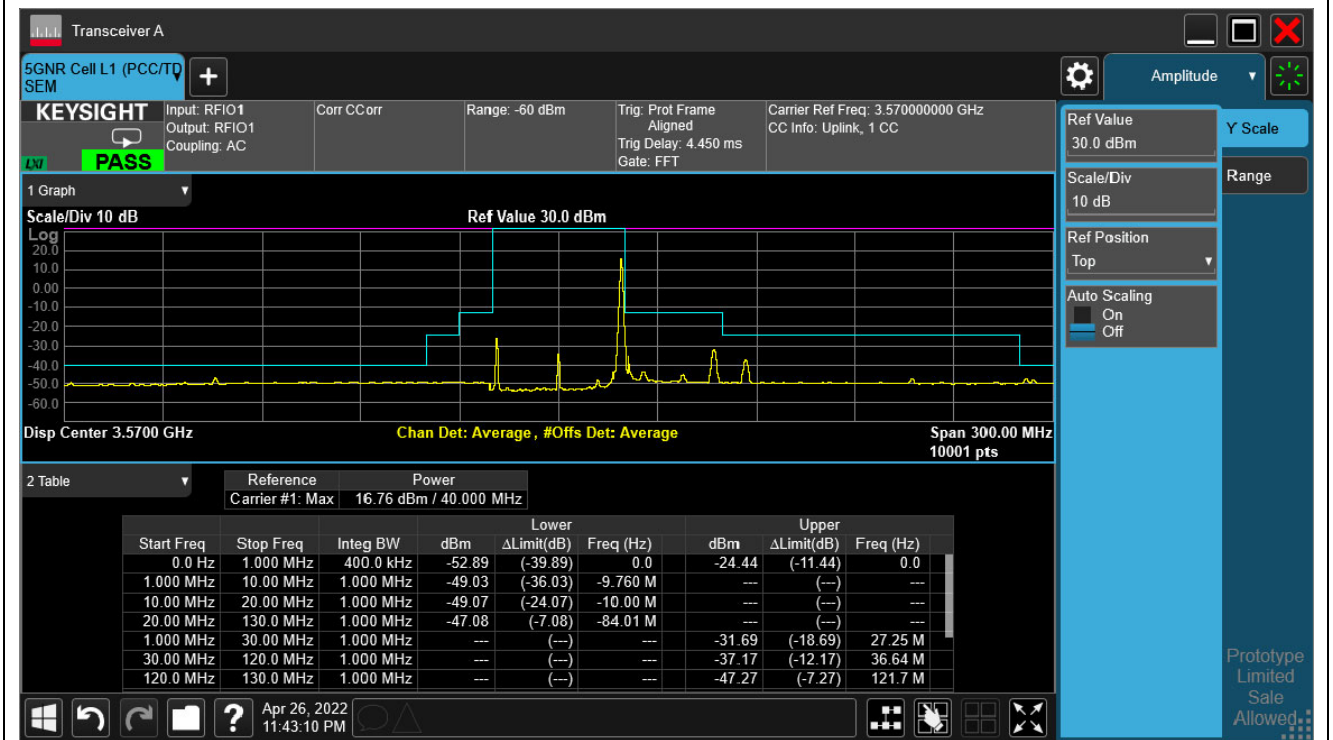 Transceiver A
5GNR Cell L1 (PCC/TD
SEM
+
Amplitude
KEYSIGHT
LXI
PASS
Input: RFIO1
Output: RFIO1
Coupling: AC
Corr CCorr
Range: -60 dBm
Trig: Prot Frame
Aligned
Trig Delay: 4.450 ms
Gate: FFT
Carrier Ref Freq: 3.570000000 GHz
CC Info: Uplink, 1 CC
Ref Value
30.0 dBm
Scale/Div
10 dB
Ref Position
Top
Auto Scaling
On
Off
Y Scale
Range
1 Graph
Scale/Div 10 dB
Ref Value 30.0 dBm
Log
20.0
10.0
0.00
-10.0
-20.0
-30.0
-40.0
-50.0
-60.0
Disp Center 3.5700 GHz
Chan Det: Average , #Offs Det: Average
Span 300.00 MHz
10001 pts
2 Table
Reference Power
Carrier #1: Max 16.76 dBm / 40.000 MHz
Lower Upper
Start Freq Stop Freq Integ BW dBm ΔLimit(dB) Freq (Hz) dBm ΔLimit(dB) Freq (Hz)
0.0 Hz 1.000 MHz 400.0 kHz -52.89 (-39.89) 0.0 -24.44 (-11.44) 0.0
1.000 MHz 10.00 MHz 1.000 MHz -49.03 (-36.03) -9.760 M --- (---) ---
10.00 MHz 20.00 MHz 1.000 MHz -49.07 (-24.07) -10.00 M --- (---) ---
20.00 MHz 130.0 MHz 1.000 MHz -47.08 (-7.08) -84.01 M --- (---) ---
1.000 MHz 30.00 MHz 1.000 MHz --- (---) --- -31.69 (-18.69) 27.25 M
30.00 MHz 120.0 MHz 1.000 MHz --- (---) --- -37.17 (-12.17) 36.64 M
120.0 MHz 130.0 MHz 1.000 MHz --- (---) --- -47.27 (-7.27) 121.7 M
?
Apr 26, 2022
11:43:10 PM
Prototype
Limited
Sale
Allowed